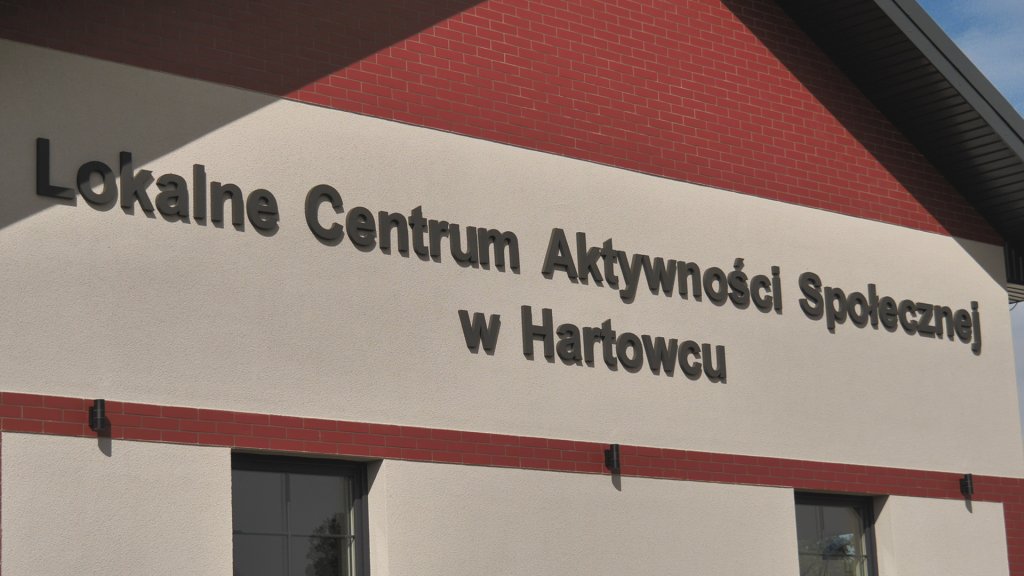 Lokalne Centrum Aktywności Społecznej
w Hartowcu